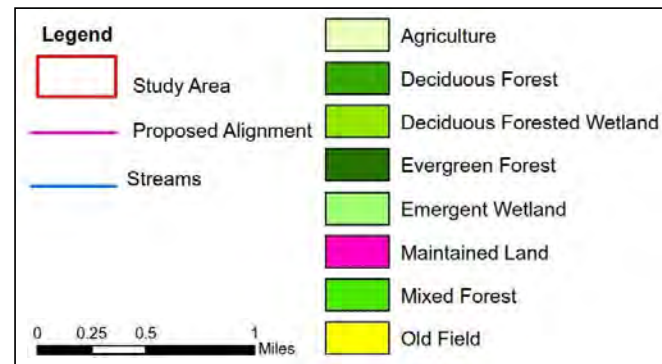 Legend
Study Area
Proposed Alignment
Streams
0 0.25 0.5 1
Miles
Agriculture
Deciduous Forest
Deciduous Forested Wetland
Evergreen Forest
Emergent Wetland
Maintained Land
Mixed Forest
Old Field